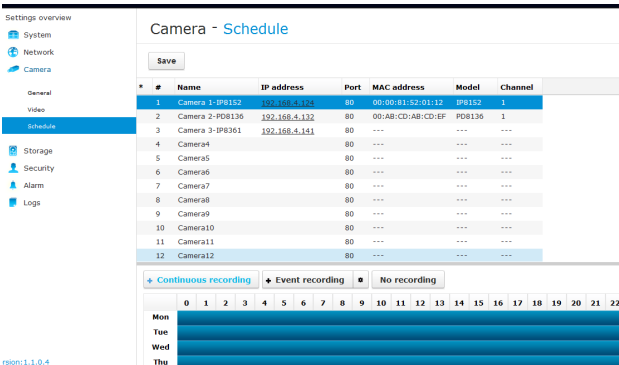 Settings overview
System
Network
Camera
General
Video
Schedule
Storage
Security
Alarm
Logs
rsion:1.1.0.4
Camera - Schedule
Save
* # Name IP address Port MAC address Model Channel
1 Camera 1-IP8152 192.168.4.124 80 00:00:81:52:01:12 IP8152 1
2 Camera 2-PD8136 192.168.4.132 80 00:AB:CD:AB:CD:EF PD8136 1
3 Camera 3-IP8361 192.168.4.141 80 --- --- ---
4 Camera4 80 --- --- ---
5 Camera5 80 --- --- ---
6 Camera6 80 --- --- ---
7 Camera7 80 --- --- ---
8 Camera8 80 --- --- ---
9 Camera9 80 --- --- ---
10 Camera10 80 --- --- ---
11 Camera11 80 --- --- ---
12 Camera12 80 --- --- ---
+ Continuous recording + Event recording No recording
0 1 2 3 4 5 6 7 8 9 10 11 12 13 14 15 16 17 18 19 20 21 22
Mon
Tue
Wed
Thu